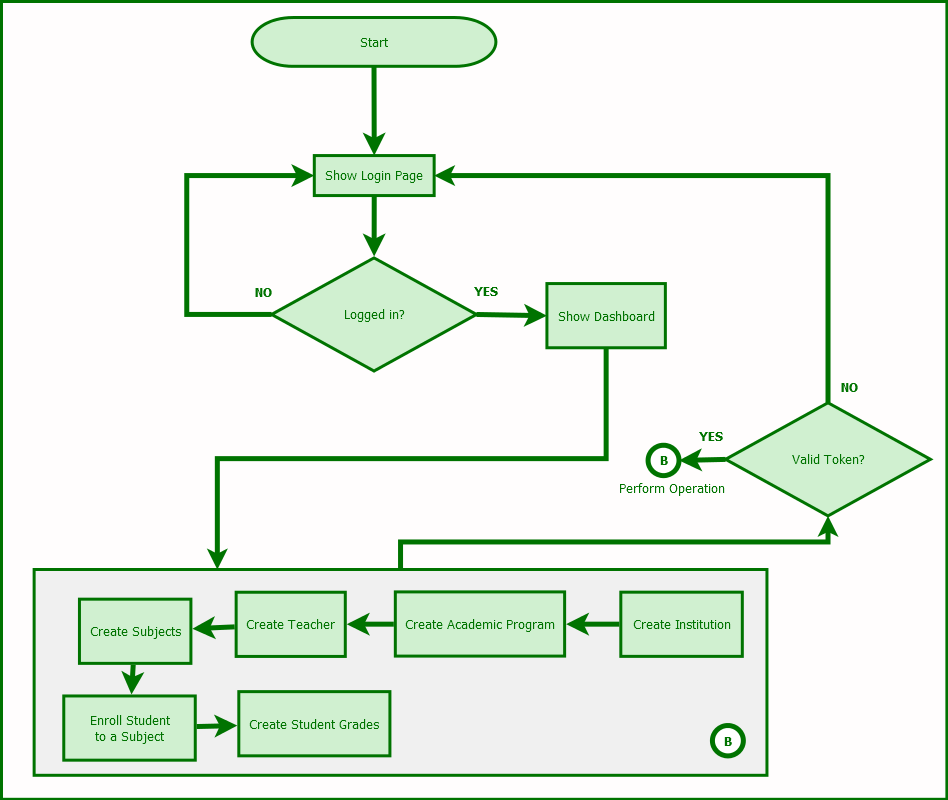 Start
Show Login Page
NO
YES
Logged in?
Show Dashboard
NO
YES
B
Valid Token?
Perform Operation
Create Subjects
Create Teacher
Create Academic Program
Create Institution
Enroll Student
to a Subject
Create Student Grades
B